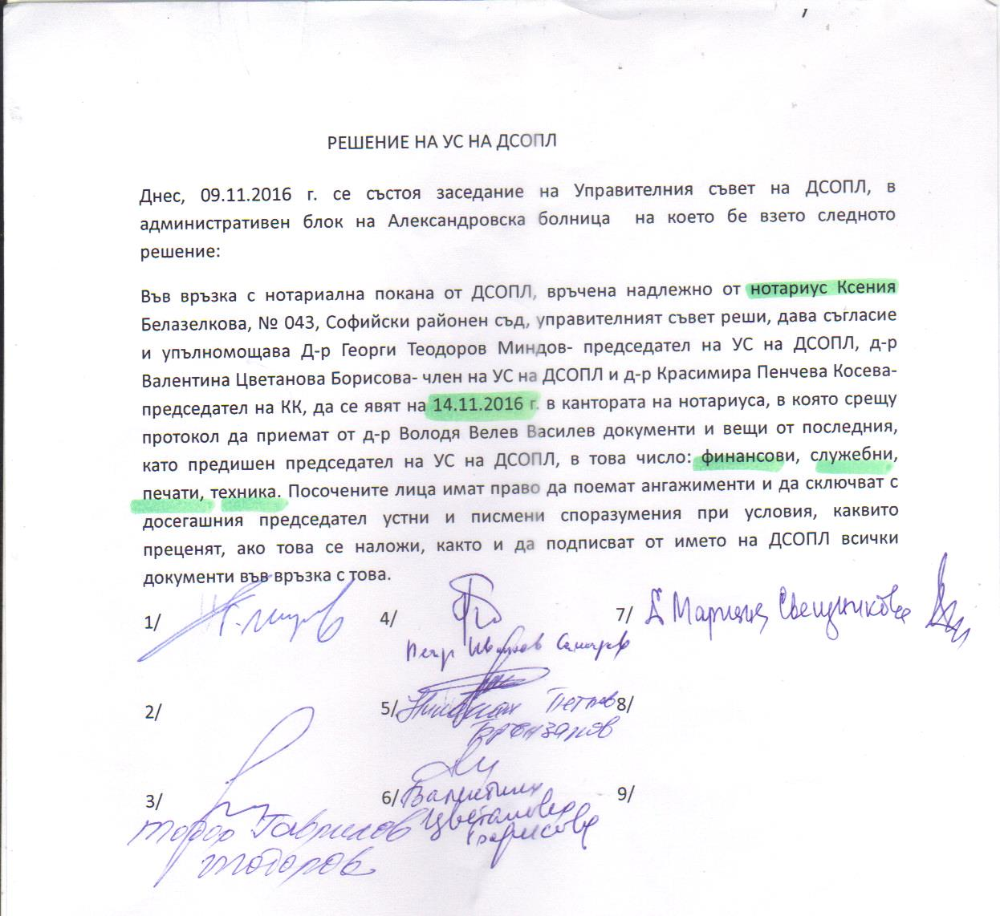 1
РЕШЕНИЕ НА УС НА ДСОПЛ
Днес, 09.11.2016 г. се състоя заседание на Управителния съвет на ДСОПЛ, в
административен блок на Александровска болница на което бе взето следното
решение:
Във връзка с нотариална покана от ДСОПЛ, връчена надлежно от нотариус Ксения
Белазелкова, № 043, Софийски районен съд, управителният съвет реши, дава съгласие
и упълномощава Д-р Георги Теодоров Миндов- председател на УС на ДСОПЛ, д-р
Валентина Цветанова Борисова- член на УС на ДСОПЛ и д-р Красимира Пенчева Косева-
председател на КК, да се явят на 14.11.2016 г. в кантората на нотариуса, в която срещу
протокол да приемат от д-р Володя Велев Василев документи и вещи от последния,
като предишен председател на УС на ДСОПЛ, в това число: финансови, служебни,
печати, техника. Посочените лица имат право да поемат ангажименти и да сключват с
досегашния председател устни и писмени споразумения при условия, каквито
преценят, ако това се наложи, както и да подписват от името на ДСОПЛ всички
документи във връзка с това.
1/
4/
Петър Иванов
7/ Мариана Свещникова
2/
5/ Петков
8/
3/
Тодор Гаврилов
Тодоров
6/ Валентина
Цветанова
Борисова
9/